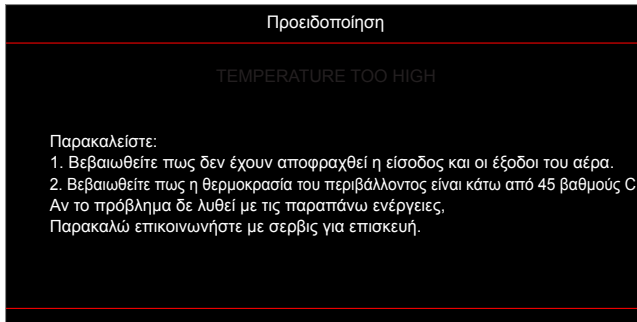 Προειδοποίηση
TEMPERATURE TOO HIGH
Παρακαλείστε:
1. Βεβαιωθείτε πως δεν έχουν αποφραχθεί η είσοδος και οι έξοδοι του αέρα.
2. Βεβαιωθείτε πως η θερμοκρασία του περιβάλλοντος είναι κάτω από 45 βαθμούς C
Αν το πρόβλημα δε λυθεί με τις παραπάνω ενέργειες,
Παρακαλώ επικοινωνήστε με σερβις για επισκευή.